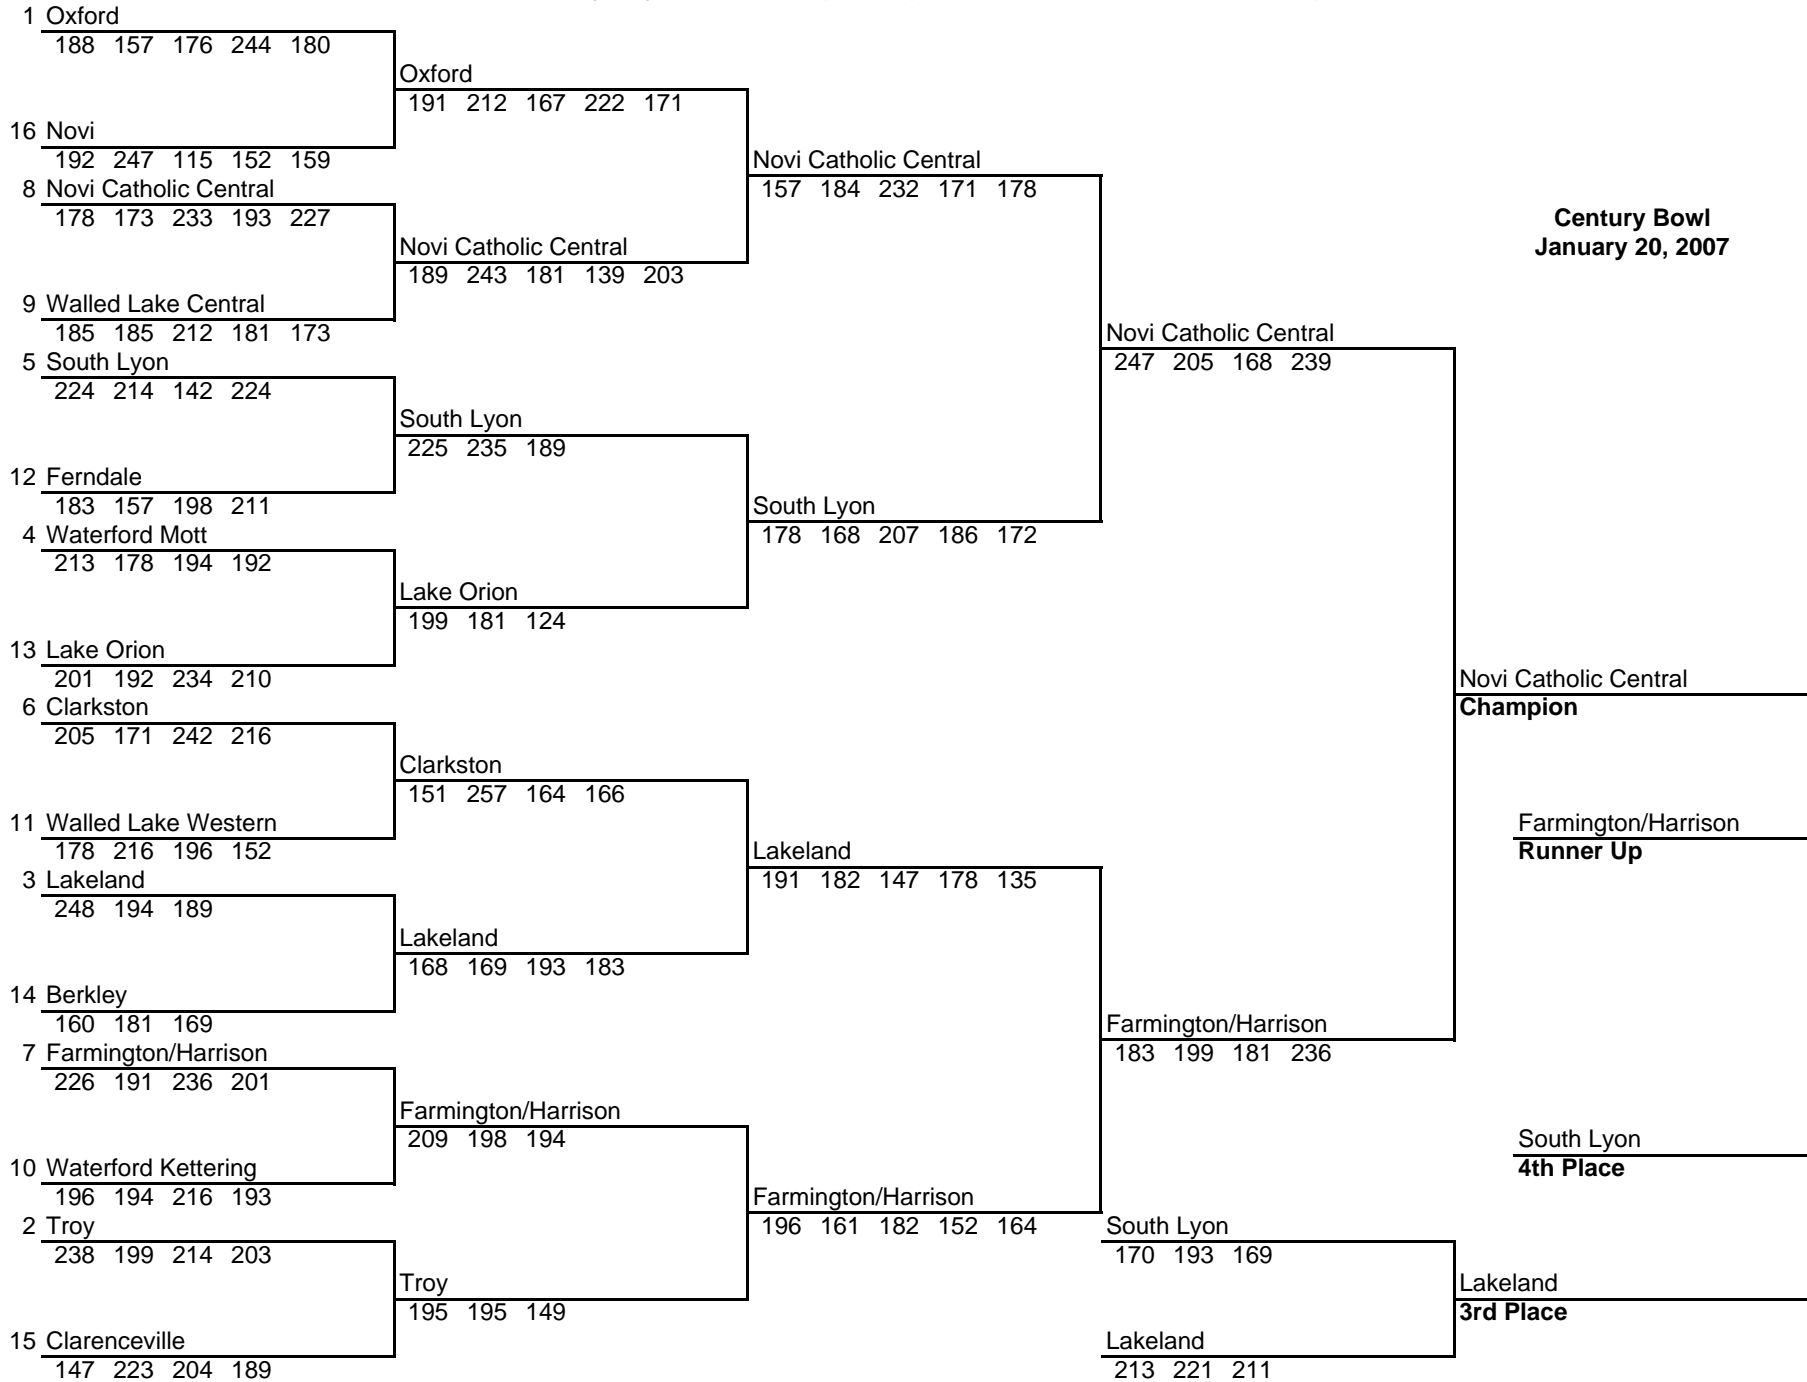 1 Oxford
188 157 176 244 180
Oxford
191 212 167 222 171
16 Novi
192 247 115 152 159
Novi Catholic Central
157 184 232 171 178
8 Novi Catholic Central
178 173 233 193 227
Century Bowl
January 20, 2007
Novi Catholic Central
189 243 181 139 203
9 Walled Lake Central
185 185 212 181 173
Novi Catholic Central
247 205 168 239
5 South Lyon
224 214 142 224
South Lyon
225 235 189
12 Ferndale
183 157 198 211
South Lyon
178 168 207 186 172
4 Waterford Mott
213 178 194 192
Lake Orion
199 181 124
13 Lake Orion
201 192 234 210
Novi Catholic Central
Champion
6 Clarkston
205 171 242 216
Clarkston
151 257 164 166
11 Walled Lake Western
178 216 196 152
Farmington/Harrison
Runner Up
Lakeland
191 182 147 178 135
3 Lakeland
248 194 189
Lakeland
168 169 193 183
14 Berkley
160 181 169
Farmington/Harrison
183 199 181 236
7 Farmington/Harrison
226 191 236 201
Farmington/Harrison
209 198 194
South Lyon
4th Place
10 Waterford Kettering
196 194 216 193
Farmington/Harrison
196 161 182 152 164
2 Troy
238 199 214 203
South Lyon
170 193 169
Troy
195 195 149
Lakeland
3rd Place
15 Clarenceville
147 223 204 189
Lakeland
213 221 211